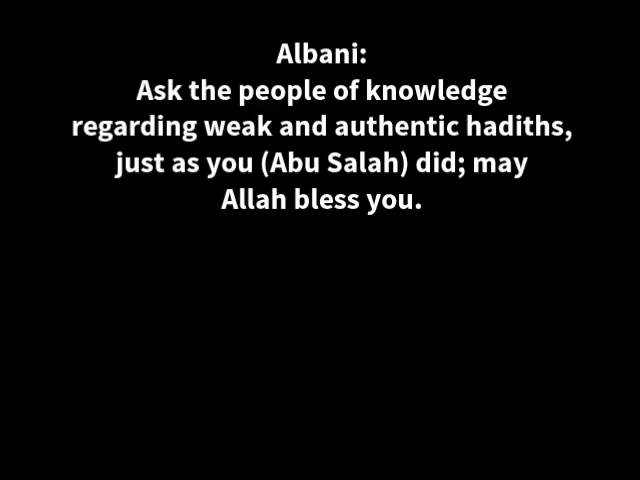 Albani:
Ask the people of knowledge
regarding weak and authentic hadiths,
just as you (Abu Salah) did; may
Allah bless you.